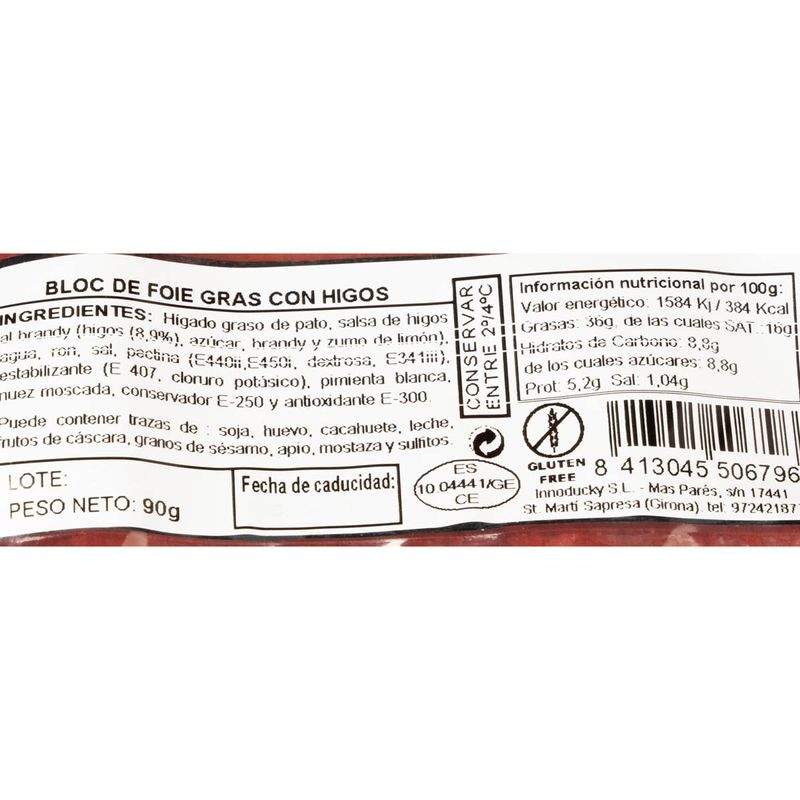 BLOC DE FOIE GRAS CON HIGOS
INGREDIENTES: Hígado graso de pato, salsa de higos
al brandy (higos (8,9%), azúcar, brandy y zumo de limón),
agua, ron, sal, pectina (E440ii,E450i, dextrosa, E341iii),
estabilizante (E 407, cloruro potásico), pimienta blanca,
nuez moscada, conservador E-250 y antioxidante E-300.
Puede contener trazas de : soja, huevo, cacahuete, leche,
frutos de cáscara, granos de sésamo, apio, mostaza y sulfitos.
LOTE:
PESO NETO: 90g
Fecha de caducidad:
CONSERVAR
ENTRE 2º/4ºC
ES
10.04441/GE
CE
Información nutricional por 100g:
Valor energético: 1584 Kj / 384 Kcal
Grasas: 36g, de las cuales SAT.:16g
Hidratos de Carbono: 8,8g
de los cuales azúcares: 8,8g
Prot: 5,2g Sal: 1,04g
GLUTEN
FREE
8 413045 506796
Innoducky S.L. - Mas Parés, s/n 17441
St. Martí Sapresa (Girona). tel: 97242187